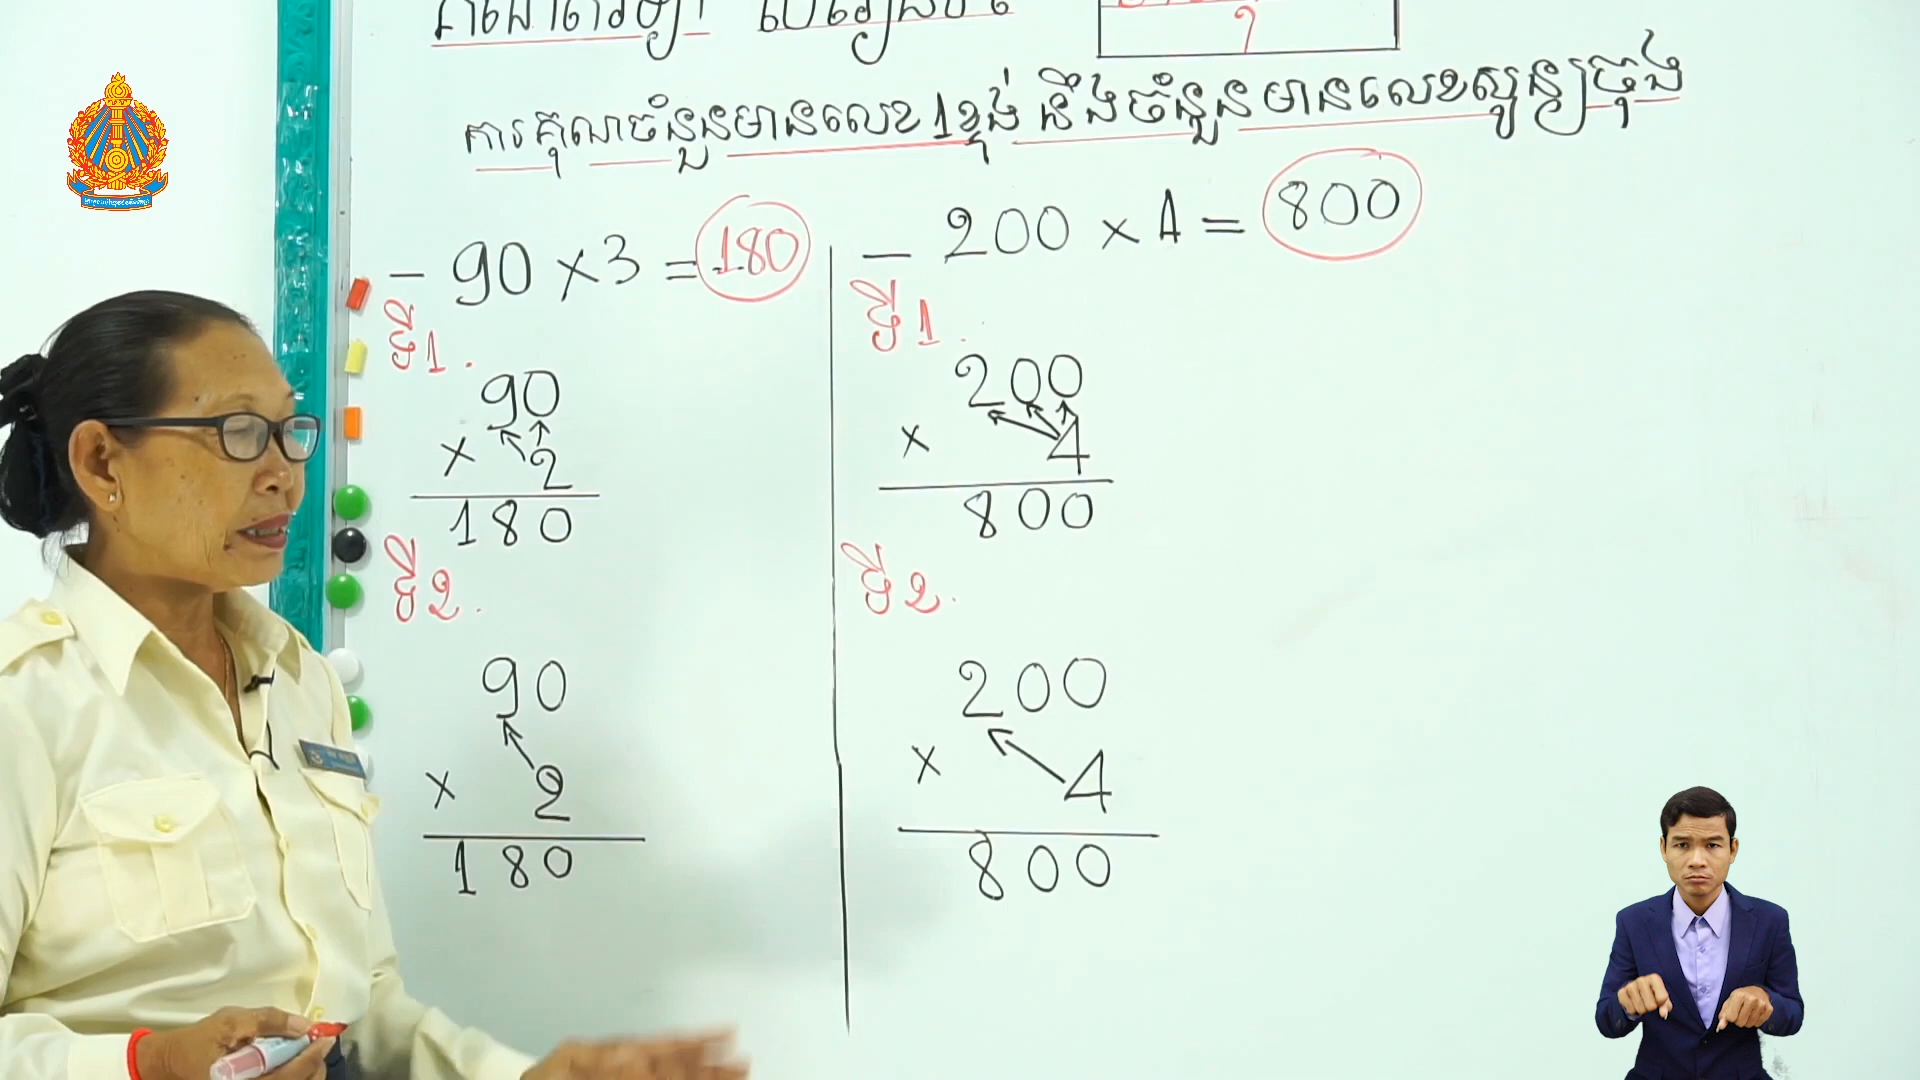 ការគុណចំនួនមានលេខ1ខ្ទង់ នឹងចំនួនមានលេខសូន្យចុង
- 90 × 3 = 180
ទី1.
90
× 2
180
ទី2.
90
× 2
180
- 200 × 4 = 800
ទី1.
200
× 4
800
ទី2.
200
× 4
800